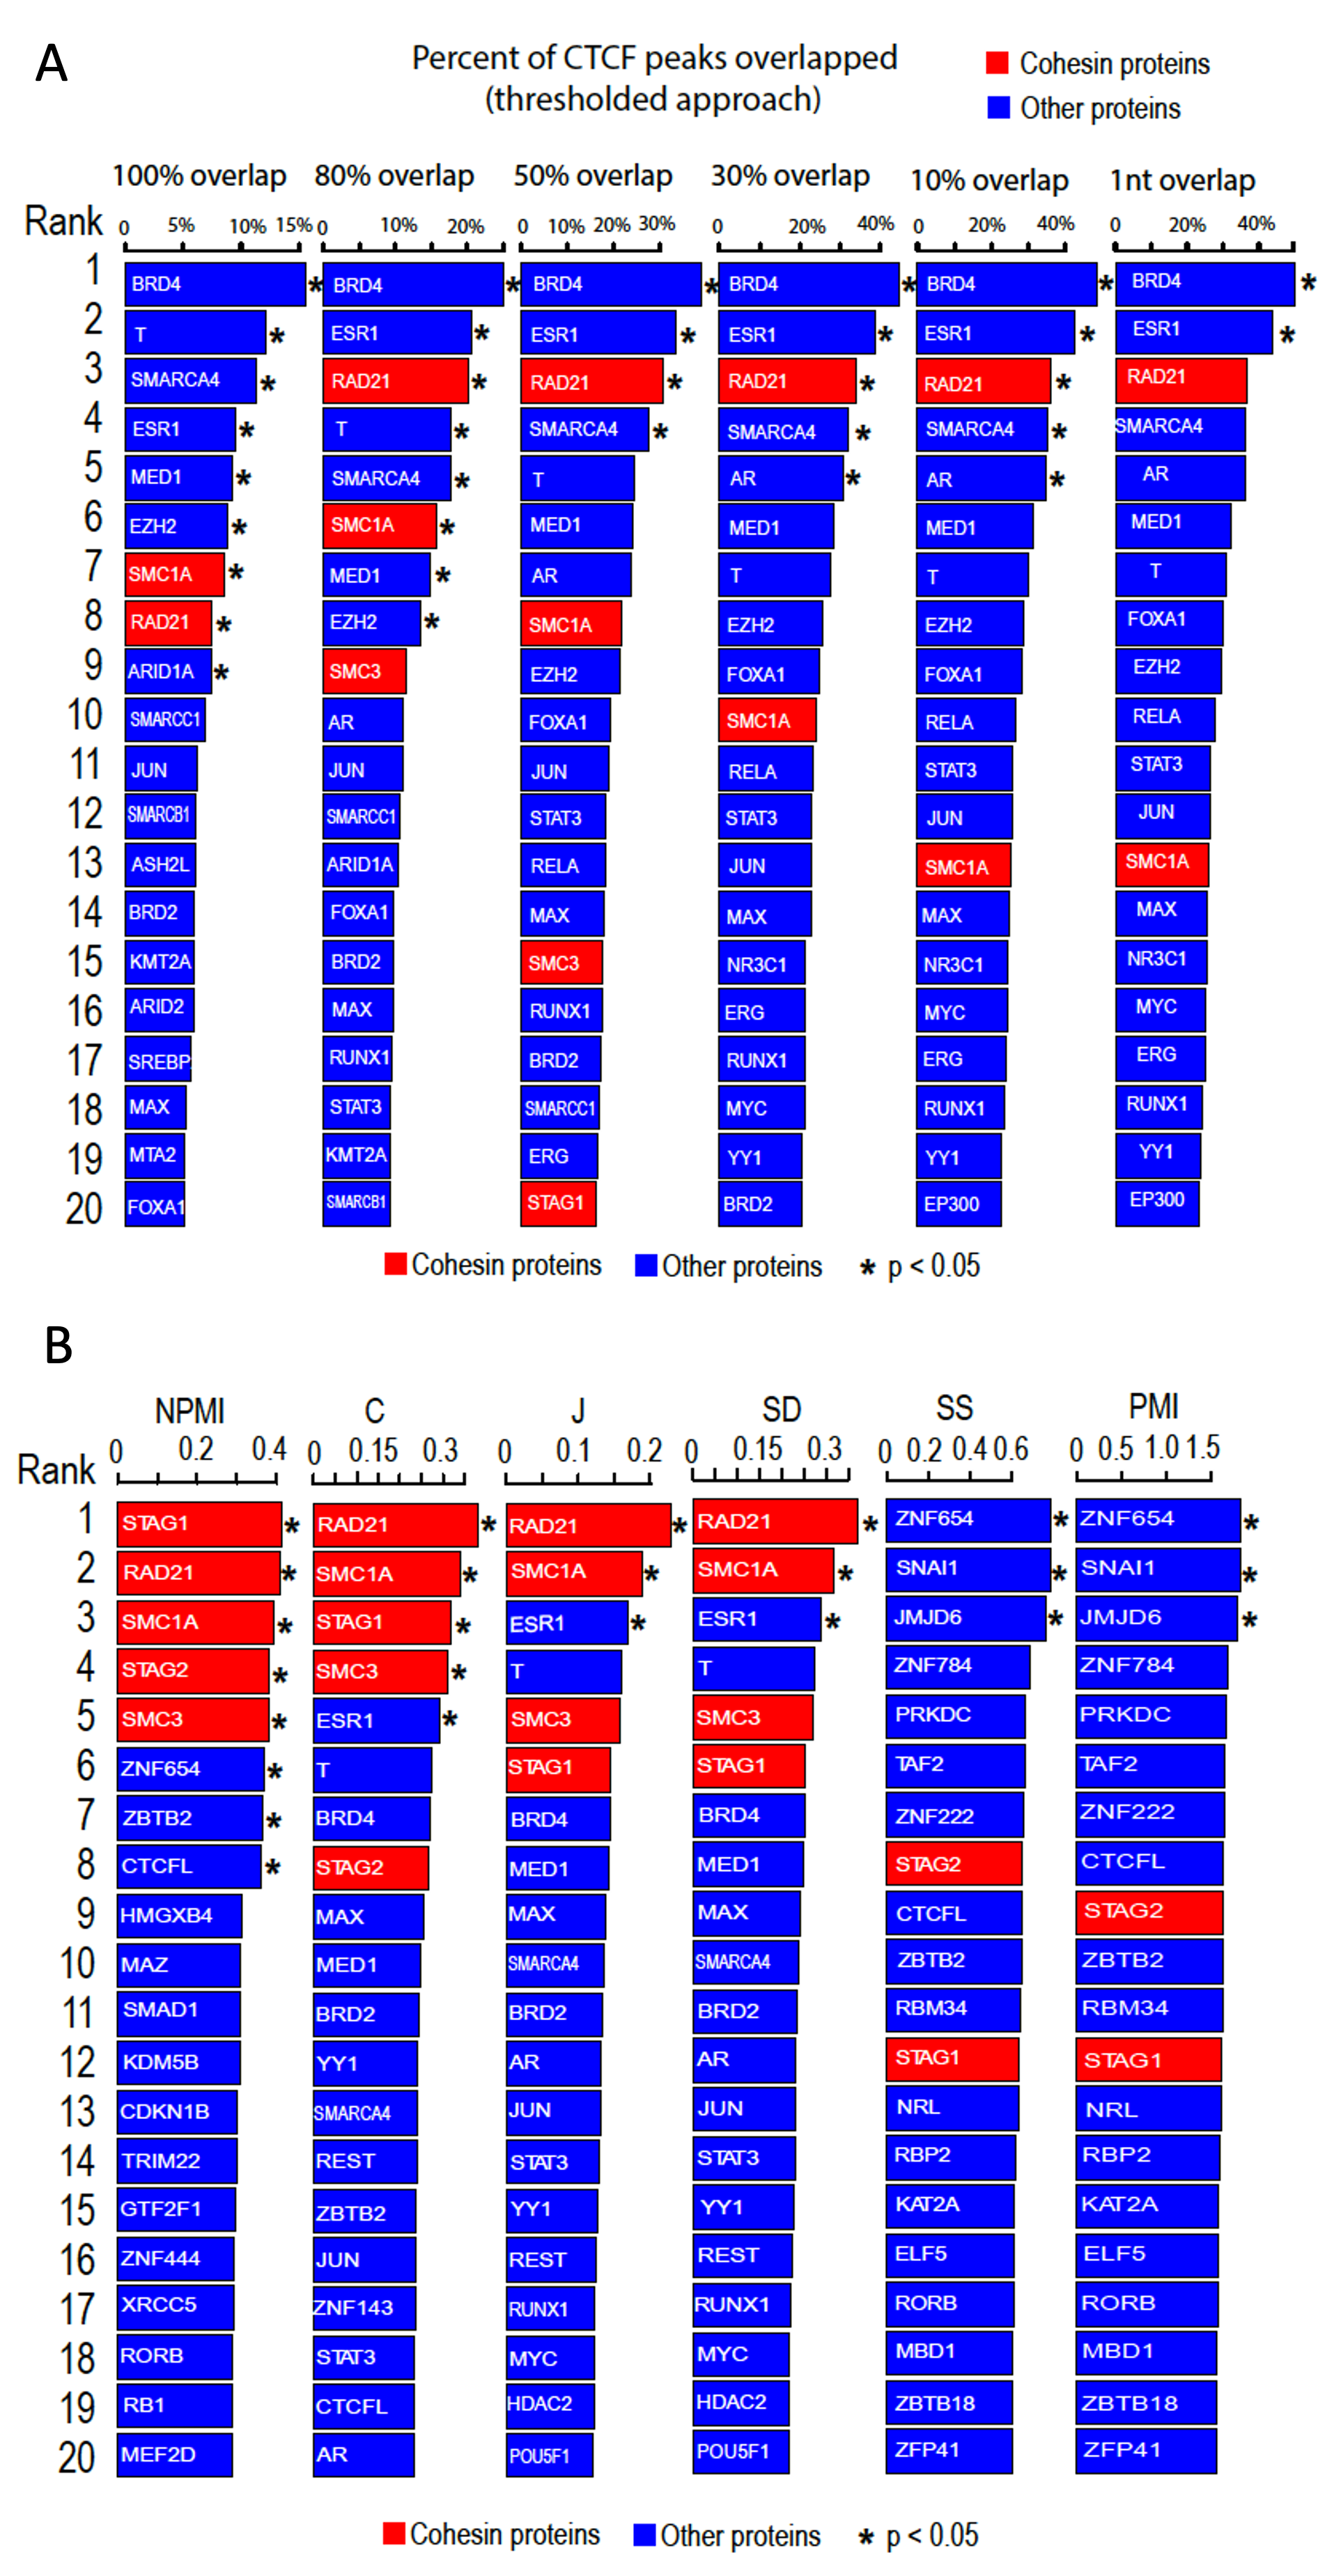 A
Percent of CTCF peaks overlapped
(thresholded approach)
Cohesin proteins
Other proteins
100% overlap 80% overlap 50% overlap 30% overlap 10% overlap 1nt overlap
Rank 0 5% 10% 15% 0 10% 20% 0 10% 20% 30% 0 20% 40% 0 20% 40% 0 20% 40%
1 BRD4 * BRD4 * BRD4 * BRD4 * BRD4 * BRD4 *
2 T * ESR1 * ESR1 * ESR1 * ESR1 * ESR1 *
3 SMARCA4 * RAD21 * RAD21 * RAD21 * RAD21 * RAD21
4 ESR1 * T * SMARCA4 * SMARCA4 * SMARCA4 * SMARCA4
5 MED1 * SMARCA4 * T AR * AR * AR
6 EZH2 * SMC1A * MED1 MED1 MED1 MED1
7 SMC1A * MED1 * AR T T T
8 RAD21 * EZH2 * SMC1A EZH2 EZH2 FOXA1
9 ARID1A * SMC3 EZH2 FOXA1 FOXA1 EZH2
10 SMARCC1 AR FOXA1 SMC1A RELA RELA
11 JUN JUN JUN RELA STAT3 STAT3
12 SMARCB1 SMARCC1 STAT3 STAT3 JUN JUN
13 ASH2L ARID1A RELA JUN SMC1A SMC1A
14 BRD2 FOXA1 MAX MAX MAX MAX
15 KMT2A BRD2 SMC3 NR3C1 NR3C1 NR3C1
16 ARID2 MAX RUNX1 ERG MYC MYC
17 SREBP RUNX1 BRD2 RUNX1 ERG ERG
18 MAX STAT3 SMARCC1 MYC RUNX1 RUNX1
19 MTA2 KMT2A ERG YY1 YY1 YY1
20 FOXA1 SMARCB1 STAG1 BRD2 EP300 EP300
Cohesin proteins Other proteins * p < 0.05
B
NPMI C J SD SS PMI
Rank 0 0.2 0.4 0 0.15 0.3 0 0.1 0.2 0 0.15 0.3 0 0.2 0.4 0.6 0 0.5 1.0 1.5
1 STAG1 * RAD21 * RAD21 * RAD21 * ZNF654 * ZNF654 *
2 RAD21 * SMC1A * SMC1A * SMC1A * SNAI1 * SNAI1 *
3 SMC1A * STAG1 * ESR1 * ESR1 * JMJD6 * JMJD6 *
4 STAG2 * SMC3 * T T ZNF784 ZNF784
5 SMC3 * ESR1 * SMC3 SMC3 PRKDC PRKDC
6 ZNF654 * T STAG1 STAG1 TAF2 TAF2
7 ZBTB2 * BRD4 BRD4 BRD4 ZNF222 ZNF222
8 CTCFL * STAG2 MED1 MED1 STAG2 CTCFL
9 HMGXB4 MAX MAX MAX CTCFL STAG2
10 MAZ MED1 SMARCA4 SMARCA4 ZBTB2 ZBTB2
11 SMAD1 BRD2 BRD2 BRD2 RBM34 RBM34
12 KDM5B YY1 AR AR STAG1 STAG1
13 CDKN1B SMARCA4 JUN JUN NRL NRL
14 TRIM22 REST STAT3 STAT3 RBP2 RBP2
15 GTF2F1 ZBTB2 YY1 YY1 KAT2A KAT2A
16 ZNF444 JUN REST REST ELF5 ELF5
17 XRCC5 ZNF143 RUNX1 RUNX1 RORB RORB
18 RORB STAT3 MYC MYC MBD1 MBD1
19 RB1 CTCFL HDAC2 HDAC2 ZBTB18 ZBTB18
20 MEF2D AR POU5F1 POU5F1 ZFP41 ZFP41
Cohesin proteins Other proteins * p < 0.05